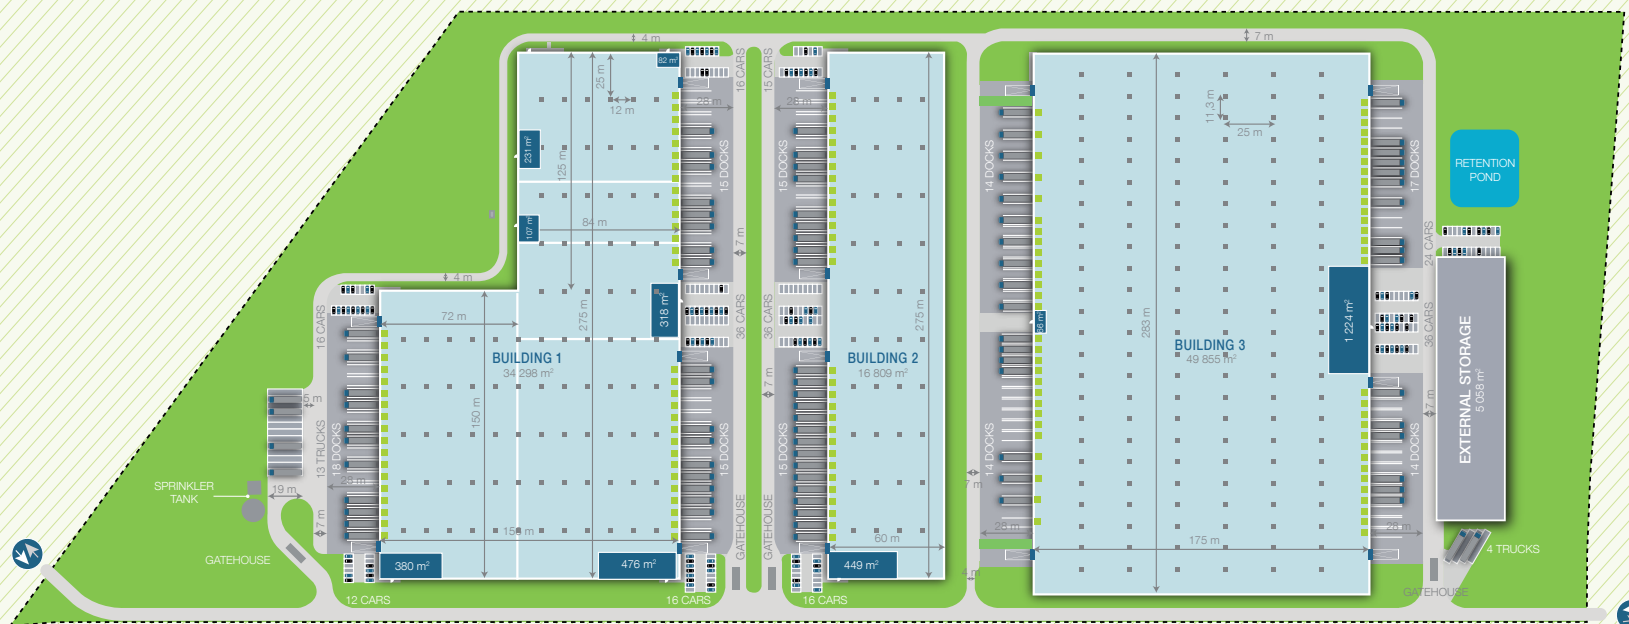 4 m
7 m
82 m²
25 m
12 m
16 CARS
15 CARS
28 m
28 m
11,3 m
25 m
231 m²
125 m
15 DOCKS
15 DOCKS
14 DOCKS
17 DOCKS
RETENTION
POND
107 m²
84 m
7 m
24 CARS
4 m
318 m²
275 m
275 m
283 m
16 CARS
72 m
36 CARS
36 CARS
66 m²
1 224 m²
36 CARS
BUILDING 1
34 298 m²
BUILDING 2
16 809 m²
BUILDING 3
49 855 m²
EXTERNAL STORAGE
5 058 m²
7 m
7 m
5 m
150 m
13 TRUCKS
18 DOCKS
15 DOCKS
15 DOCKS
14 DOCKS
14 DOCKS
SPRINKLER
TANK
19 m
28 m
7 m
7 m
28 m
28 m
GATEHOUSE
GATEHOUSE
GATEHOUSE
60 m
175 m
4 TRUCKS
380 m²
476 m²
449 m²
4 m
GATEHOUSE
12 CARS
16 CARS
16 CARS